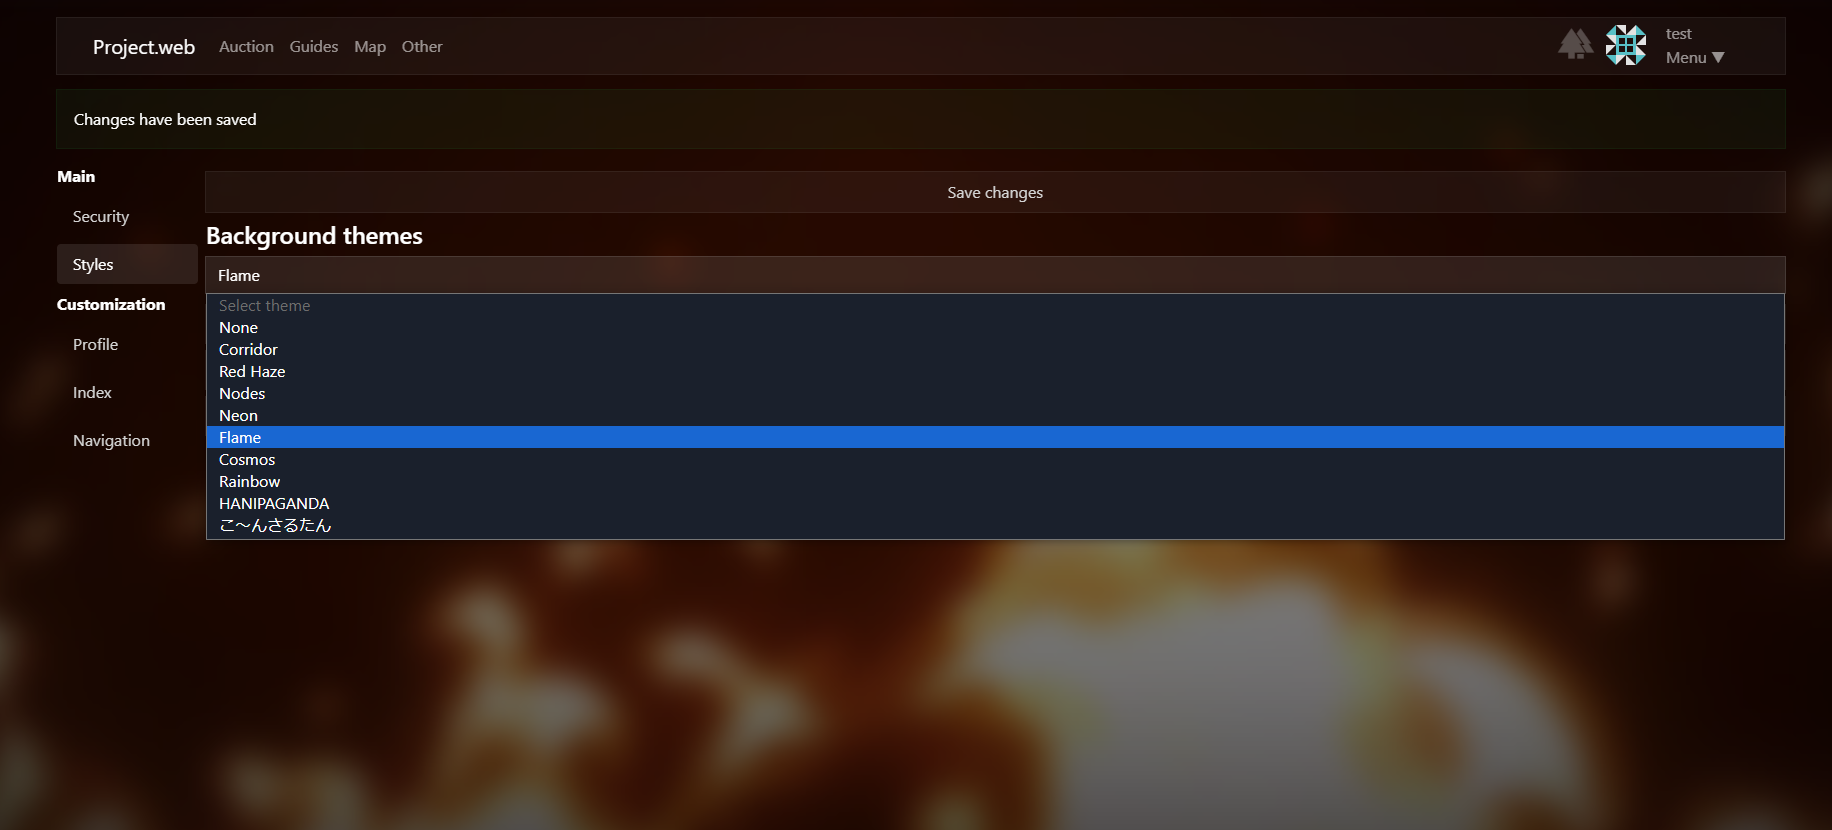 Project.web Auction Guides Map Other
test
Menu ▼
Changes have been saved
Main
Security
Styles
Customization
Profile
Index
Navigation
Save changes
Background themes
Flame
Select theme
None
Corridor
Red Haze
Nodes
Neon
Flame
Cosmos
Rainbow
HANIPAGANDA
こ～んさるたん